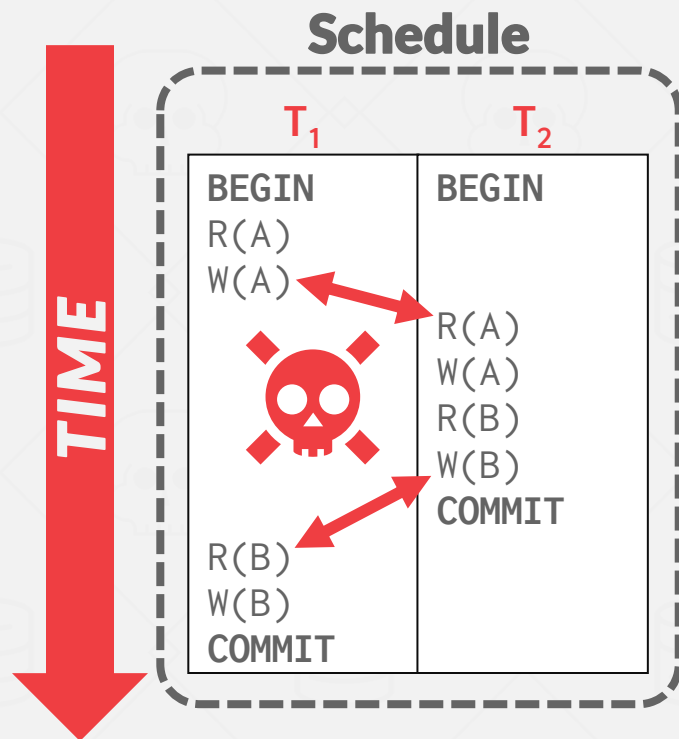 Schedule
TIME
T1 T2
BEGIN BEGIN
R(A)
W(A)
R(A)
W(A)
R(B)
W(B)
COMMIT
R(B)
W(B)
COMMIT